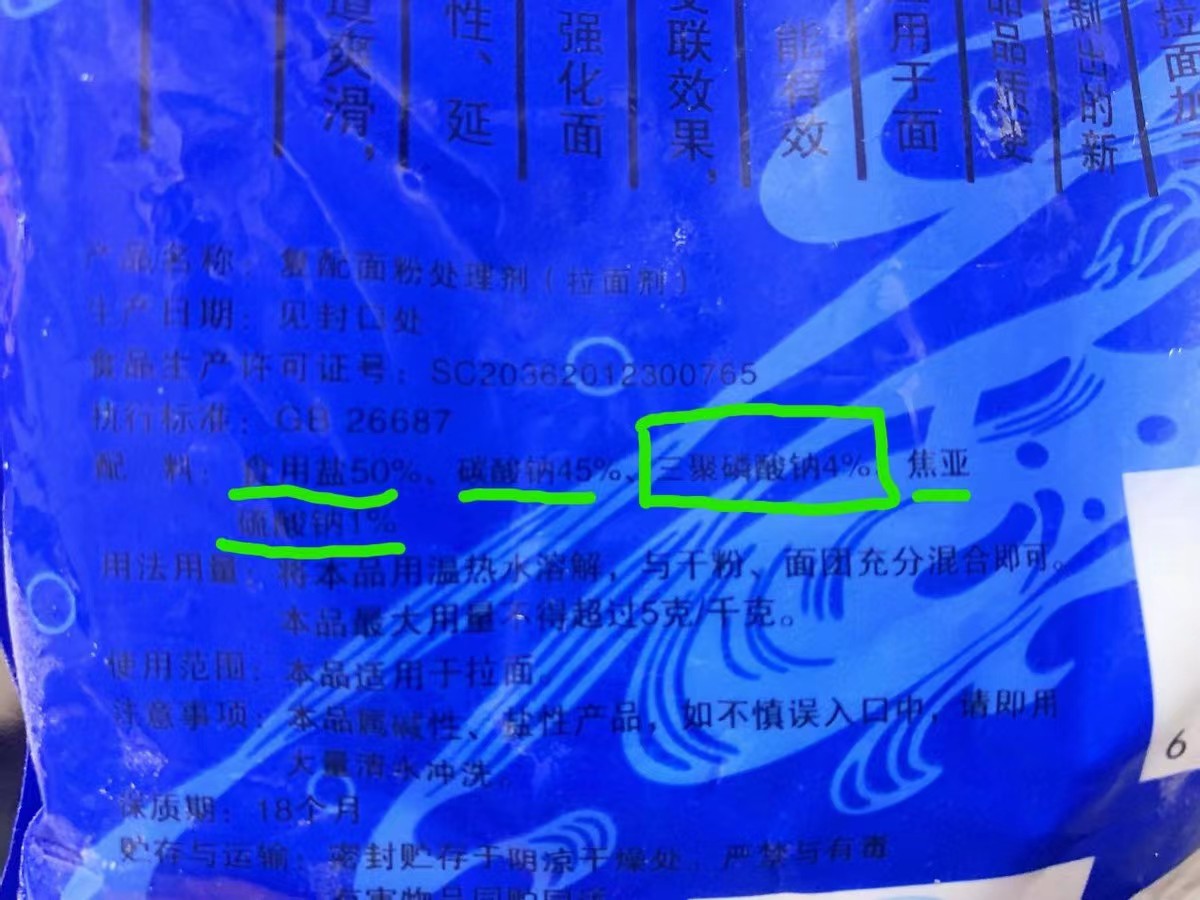 道爽滑，
性、延
强化面
交联效果，
能有效
用于面
品品质使
制出的新
拉面加工
产品名称：复配面粉处理剂（拉面剂）
生产日期：见封口处
食品生产许可证号：SC20362012300765
执行标准：GB 26687
配 料：食用盐50%、碳酸钠45%、三聚磷酸钠4%、焦亚
硫酸钠1%
用法用量：将本品用温热水溶解，与干粉、面团充分混合即可。
本品最大用量不得超过5克/千克。
使用范围：本品适用于拉面。
注意事项：本品属碱性、盐性产品，如不慎误入口中，请即用
大量清水冲洗。
保质期：18个月
贮存与运输：密封贮存于阴凉干燥处，严禁与有毒
6